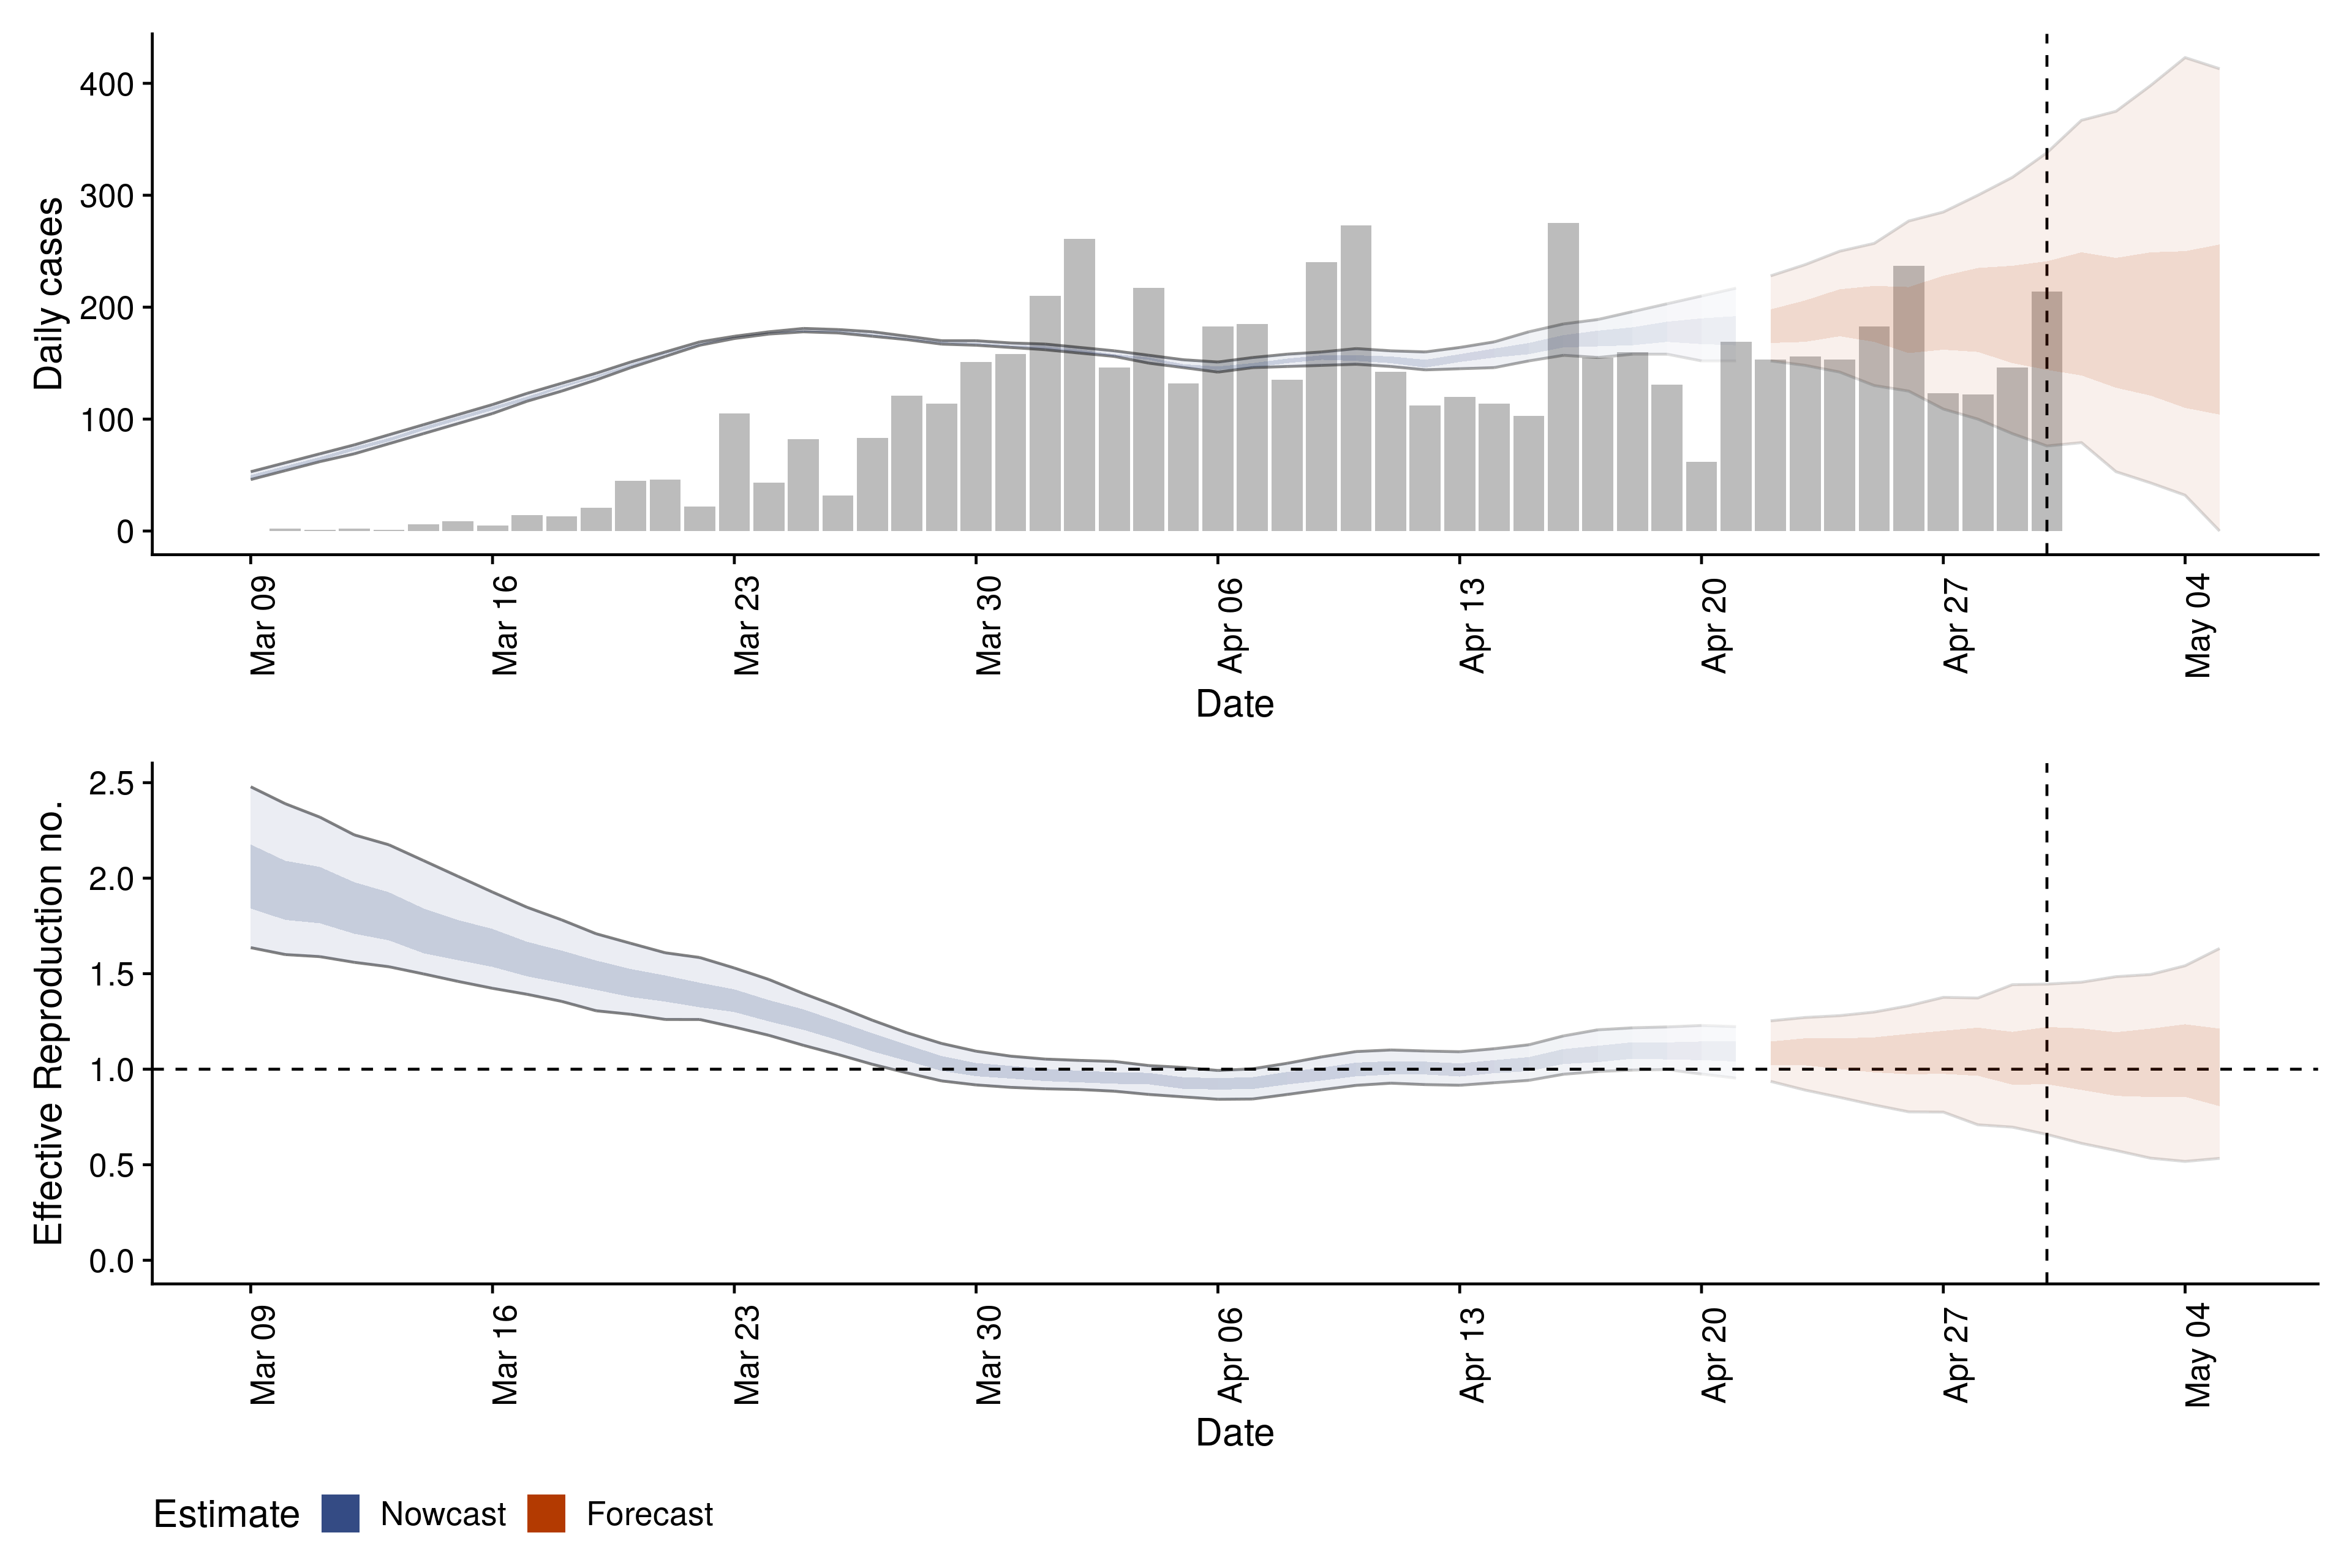 Daily cases
400
300
200
100
0
Mar 09
Mar 16
Mar 23
Mar 30
Apr 06
Apr 13
Apr 20
Apr 27
May 04
Date
Effective Reproduction no.
2.5
2.0
1.5
1.0
0.5
0.0
Mar 09
Mar 16
Mar 23
Mar 30
Apr 06
Apr 13
Apr 20
Apr 27
May 04
Date
Estimate Nowcast Forecast